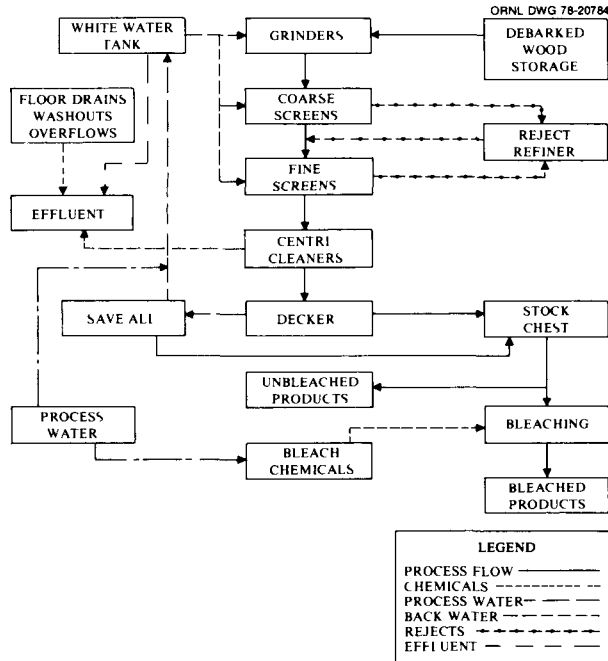 ORNL DWG 78-20784
WHITE WATER
TANK
GRINDERS
DEBARKED
WOOD
STORAGE
FLOOR DRAINS
WASHOUTS
OVERFLOWS
COARSE
SCREENS
REJECT
REFINER
FINE
SCREENS
EFFLUENT
CENTRI
CLEANERS
SAVE ALL
DECKER
STOCK
CHEST
UNBLEACHED
PRODUCTS
PROCESS
WATER
BLEACH
CHEMICALS
BLEACHING
BLEACHED
PRODUCTS
LEGEND
PROCESS FLOW
CHEMICALS
PROCESS WATER
BACK WATER
REJECTS
EFFLUENT